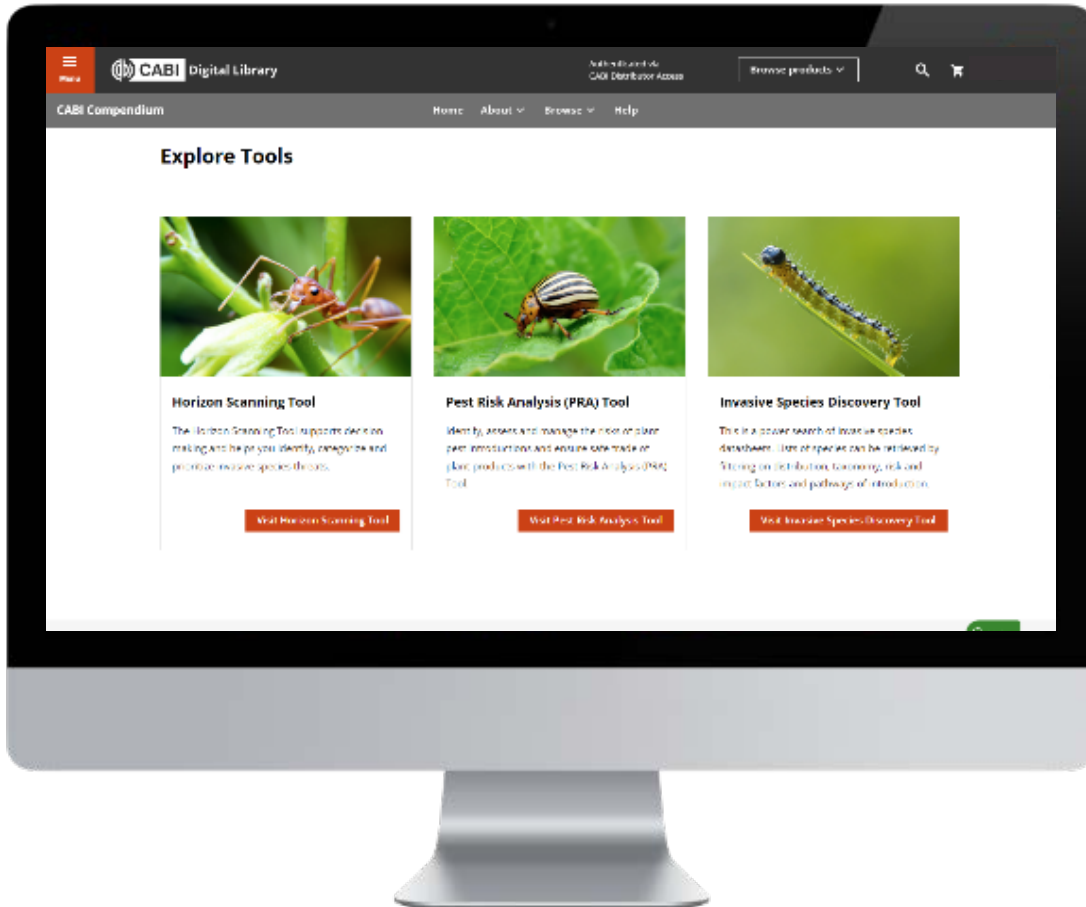 Menu
CABI Digital Library
Authenticated via
CABI Distributor Access
Browse products
CABI Compendium
Home About Browse Help
Explore Tools
Horizon Scanning Tool
The Horizon Scanning Tool supports decision
making and helps you identify, categorize and
prioritize invasive species threats.
Visit Horizon Scanning Tool
Pest Risk Analysis (PRA) Tool
Identify, assess and manage the risks of plant
pest introductions and ensure safe trade of
plant products with the Pest Risk Analysis (PRA)
Tool
Visit Pest Risk Analysis Tool
Invasive Species Discovery Tool
This is a power search of invasive species
datasheets. Lists of species can be retrieved by
filtering on distribution, taxonomy, risk and
impact factors and pathways of introduction.
Visit Invasive Species Discovery Tool